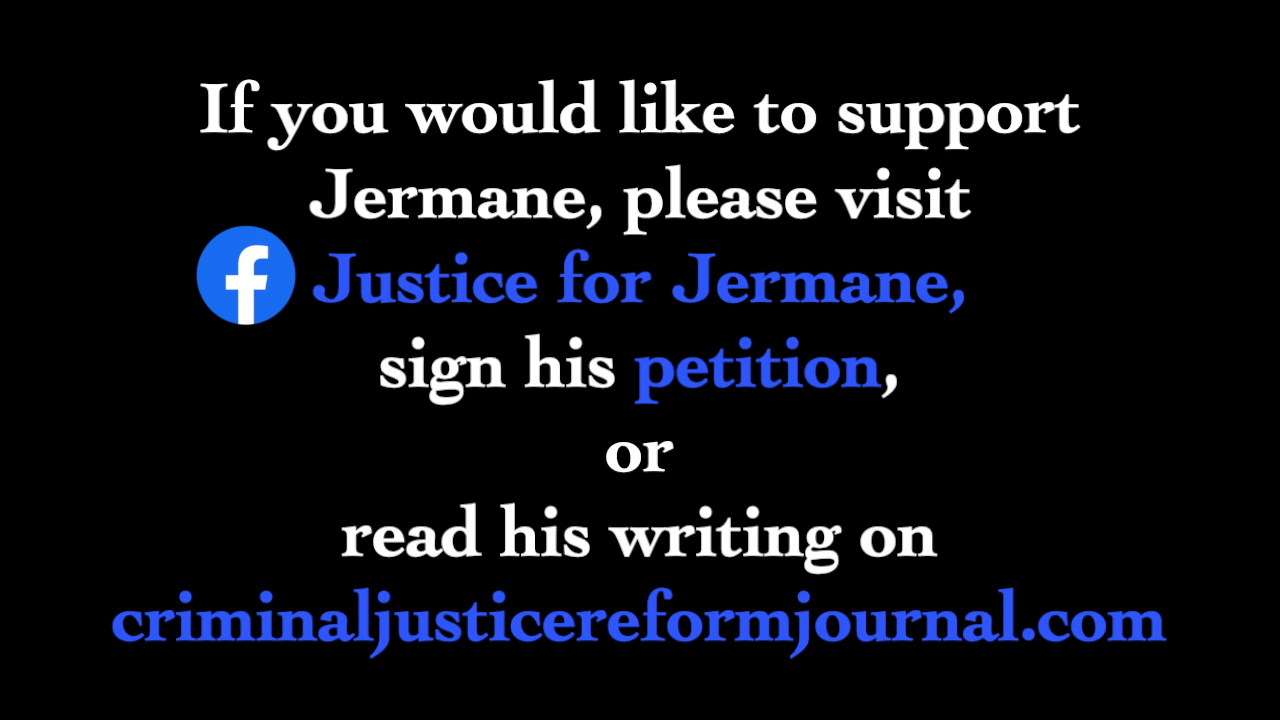 If you would like to support
Jermane, please visit
Justice for Jermane,
sign his petition,
or
read his writing on
criminaljusticereformjournal.com